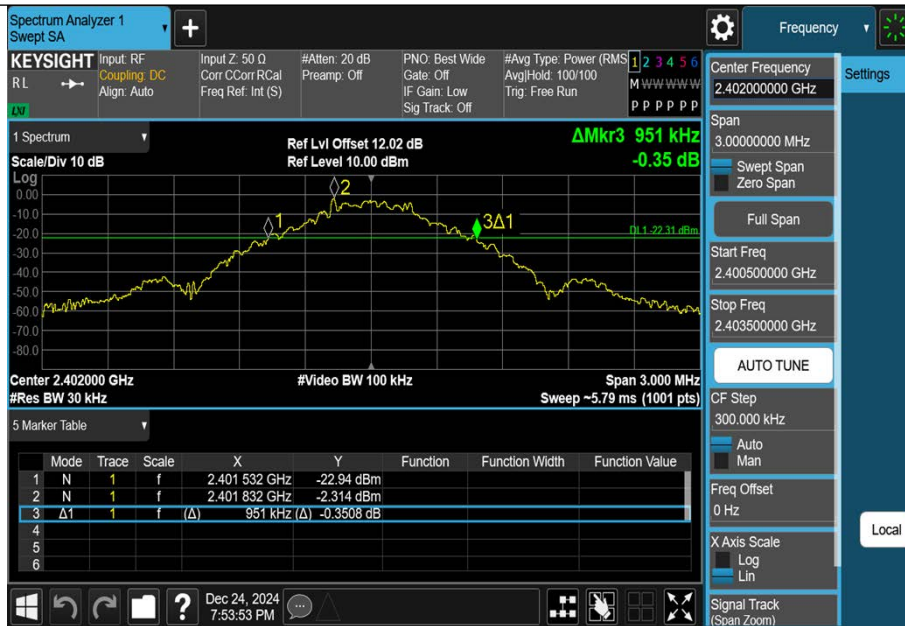 Spectrum Analyzer 1
Swept SA
+
Frequency
KEYSIGHT
R L
LXI
Input: RF
Coupling: DC
Align: Auto
Input Z: 50 Ω
Corr CCorr RCal
Freq Ref: Int (S)
#Atten: 20 dB
Preamp: Off
PNO: Best Wide
Gate: Off
IF Gain: Low
Sig Track: Off
#Avg Type: Power (RMS
Avg|Hold: 100/100
Trig: Free Run
1 2 3 4 5 6
M W W W W W
P P P P P P
1 Spectrum
Scale/Div 10 dB
Ref Lvl Offset 12.02 dB
Ref Level 10.00 dBm
ΔMkr3 951 kHz
-0.35 dB
Log
0.00
-10.0
-20.0
-30.0
-40.0
-50.0
-60.0
-70.0
-80.0
1
2
3Δ1
DL1 -22.31 dBm
Center 2.402000 GHz
#Video BW 100 kHz
Span 3.000 MHz
#Res BW 30 kHz
Sweep ~5.79 ms (1001 pts)
5 Marker Table
Mode Trace Scale X Y Function Function Width Function Value
1 N 1 f 2.401 532 GHz -22.94 dBm
2 N 1 f 2.401 832 GHz -2.314 dBm
3 Δ1 1 f (Δ) 951 kHz (Δ) -0.3508 dB
4
5
6
?
Dec 24, 2024
7:53:53 PM
Center Frequency
2.402000000 GHz
Settings
Span
3.00000000 MHz
Swept Span
Zero Span
Full Span
Start Freq
2.400500000 GHz
Stop Freq
2.403500000 GHz
AUTO TUNE
CF Step
300.000 kHz
Auto
Man
Freq Offset
0 Hz
Local
X Axis Scale
Log
Lin
Signal Track
(Span Zoom)